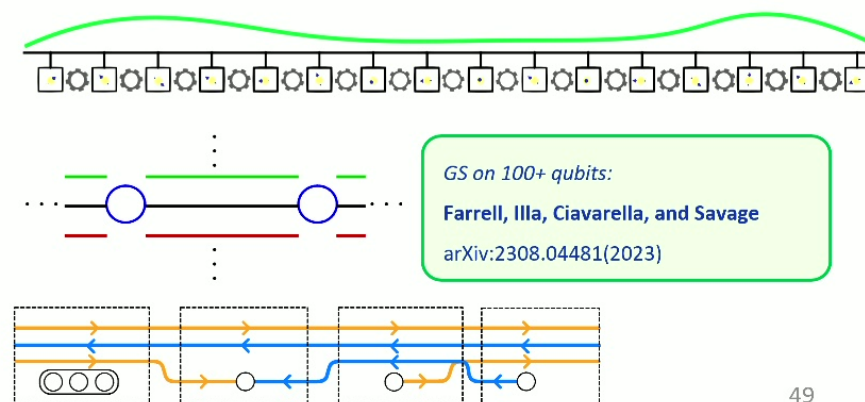 GS on 100+ qubits:
Farrell, Illa, Ciavarella, and Savage
arXiv:2308.04481(2023)
49